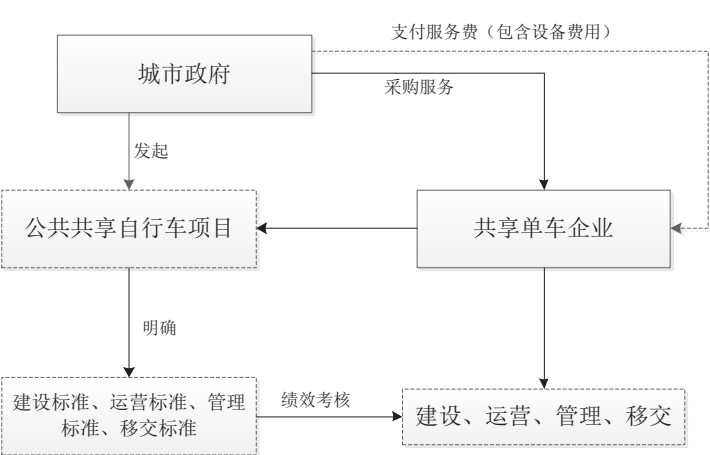 支付服务费（包含设备费用）
城市政府
采购服务
发起
公共共享自行车项目
共享单车企业
明确
建设标准、运营标准、管理
标准、移交标准
绩效考核
建设、运营、管理、移交